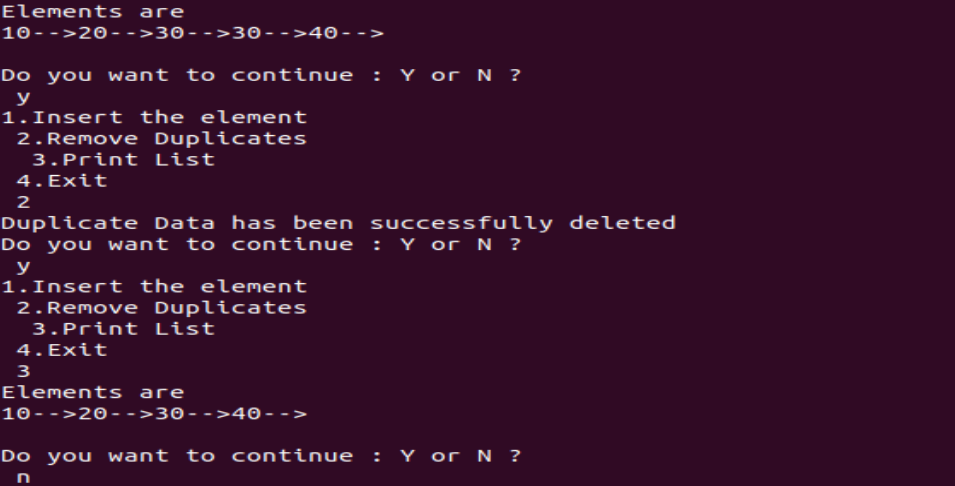 Elements are
10-->20-->30-->30-->40-->
Do you want to continue : Y or N ?
y
1.Insert the element
2.Remove Duplicates
3.Print List
4.Exit
2
Duplicate Data has been successfully deleted
Do you want to continue : Y or N ?
y
1.Insert the element
2.Remove Duplicates
3.Print List
4.Exit
3
Elements are
10-->20-->30-->40-->
Do you want to continue : Y or N ?
n